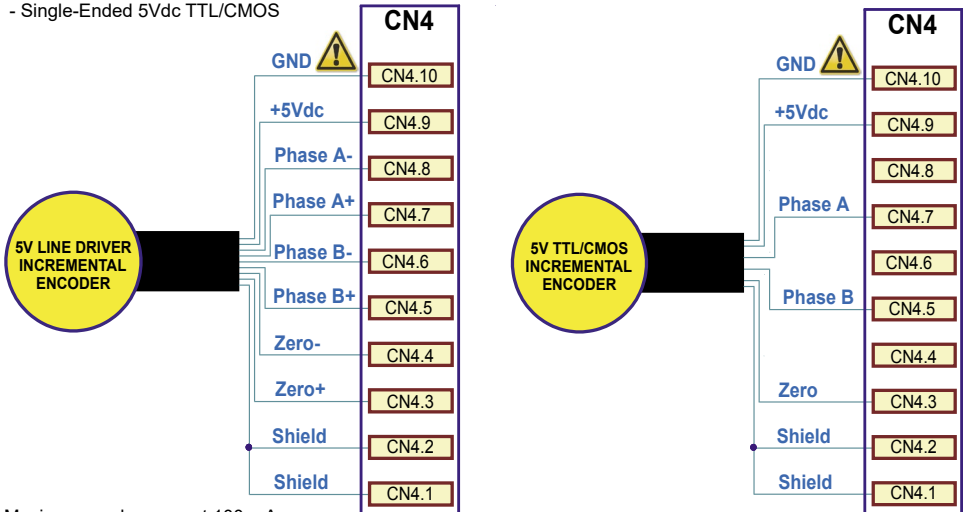 - Single-Ended 5Vdc TTL/CMOS
CN4
GND
CN4.10
+5Vdc
CN4.9
Phase A-
CN4.8
Phase A+
CN4.7
Phase B-
CN4.6
Phase B+
CN4.5
Zero-
CN4.4
Zero+
CN4.3
Shield
CN4.2
Shield
CN4.1
5V LINE DRIVER
INCREMENTAL
ENCODER
CN4
GND
CN4.10
+5Vdc
CN4.9
CN4.8
Phase A
CN4.7
CN4.6
Phase B
CN4.5
CN4.4
Zero
CN4.3
Shield
CN4.2
Shield
CN4.1
5V TTL/CMOS
INCREMENTAL
ENCODER